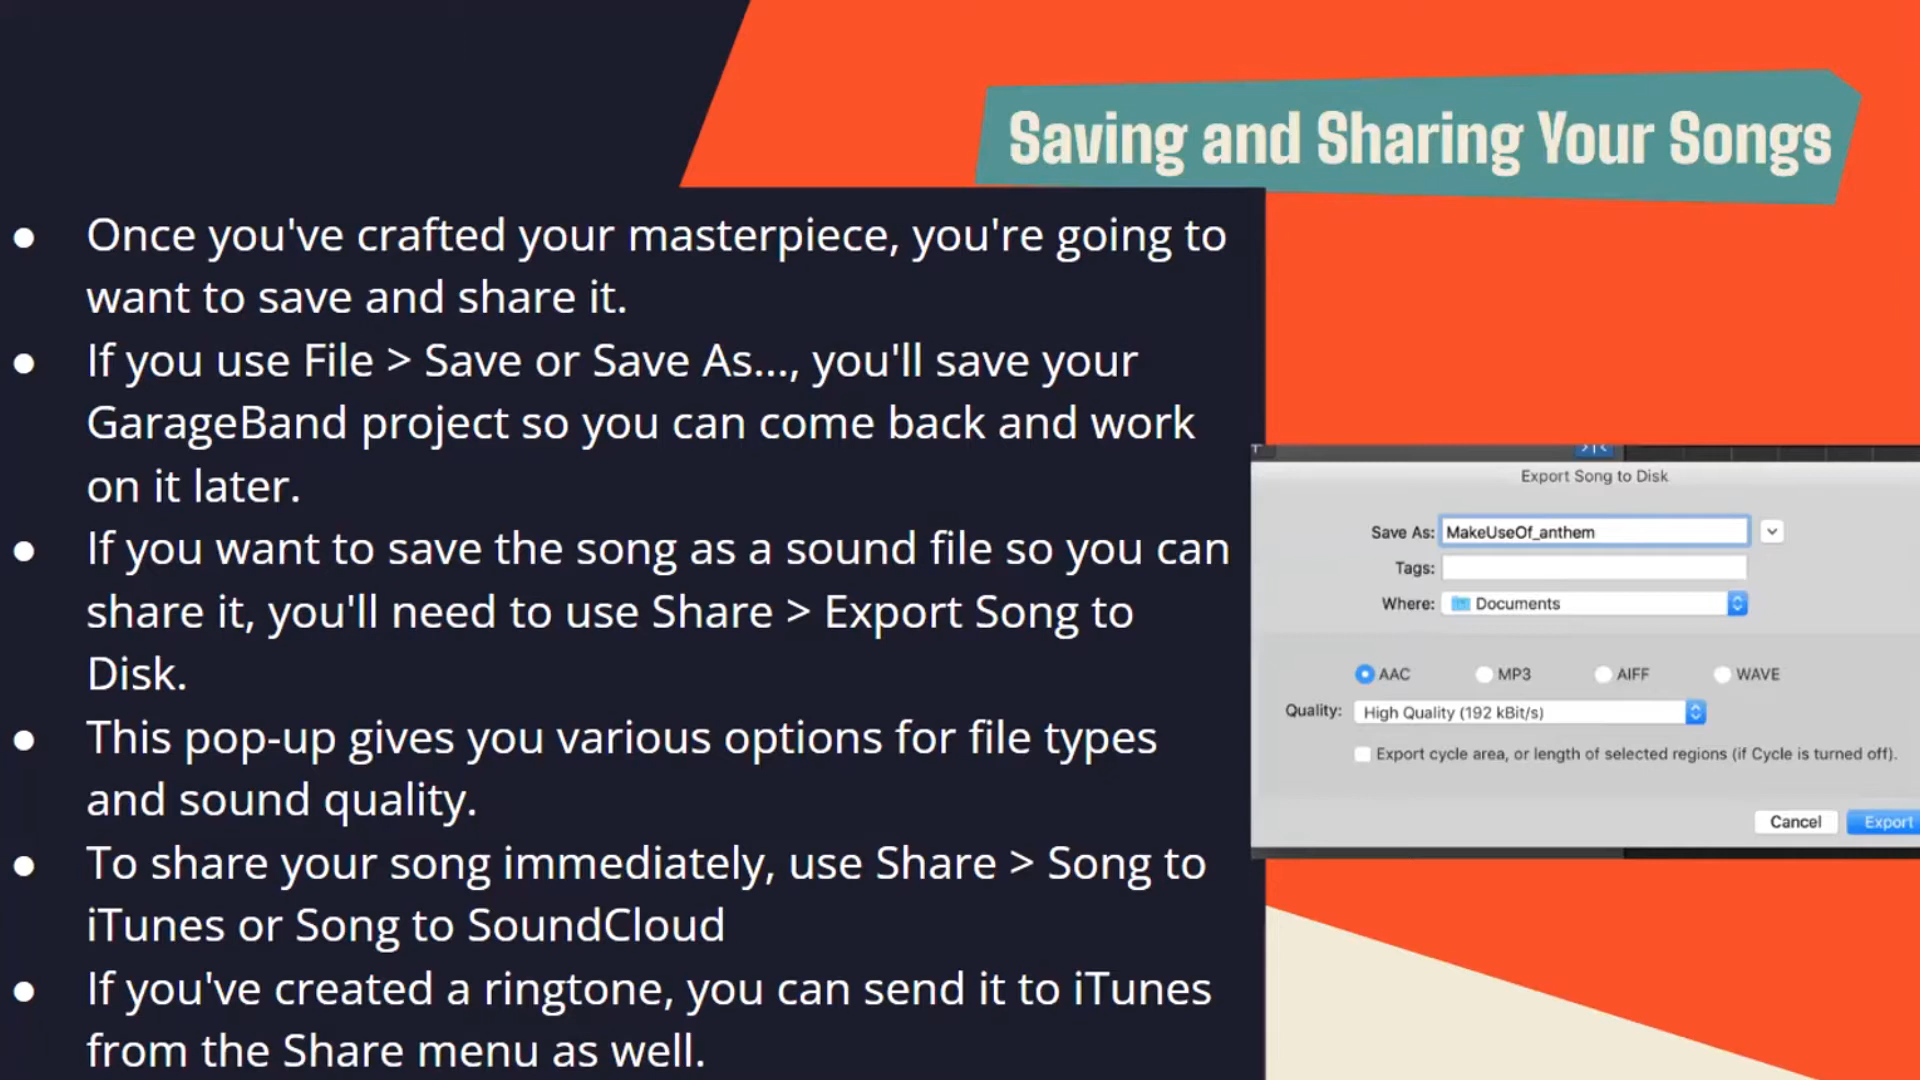 Saving and Sharing Your Songs
● Once you've crafted your masterpiece, you're going to
want to save and share it.
● If you use File > Save or Save As..., you'll save your
GarageBand project so you can come back and work
on it later.
● If you want to save the song as a sound file so you can
share it, you'll need to use Share > Export Song to
Disk.
● This pop-up gives you various options for file types
and sound quality.
● To share your song immediately, use Share > Song to
iTunes or Song to SoundCloud
● If you've created a ringtone, you can send it to iTunes
from the Share menu as well.
Export Song to Disk
Save As: MakeUseOf_anthem
Tags:
Where: Documents
AAC MP3 AIFF WAVE
Quality: High Quality (192 kBit/s)
Export cycle area, or length of selected regions (if Cycle is turned off).
Cancel Export